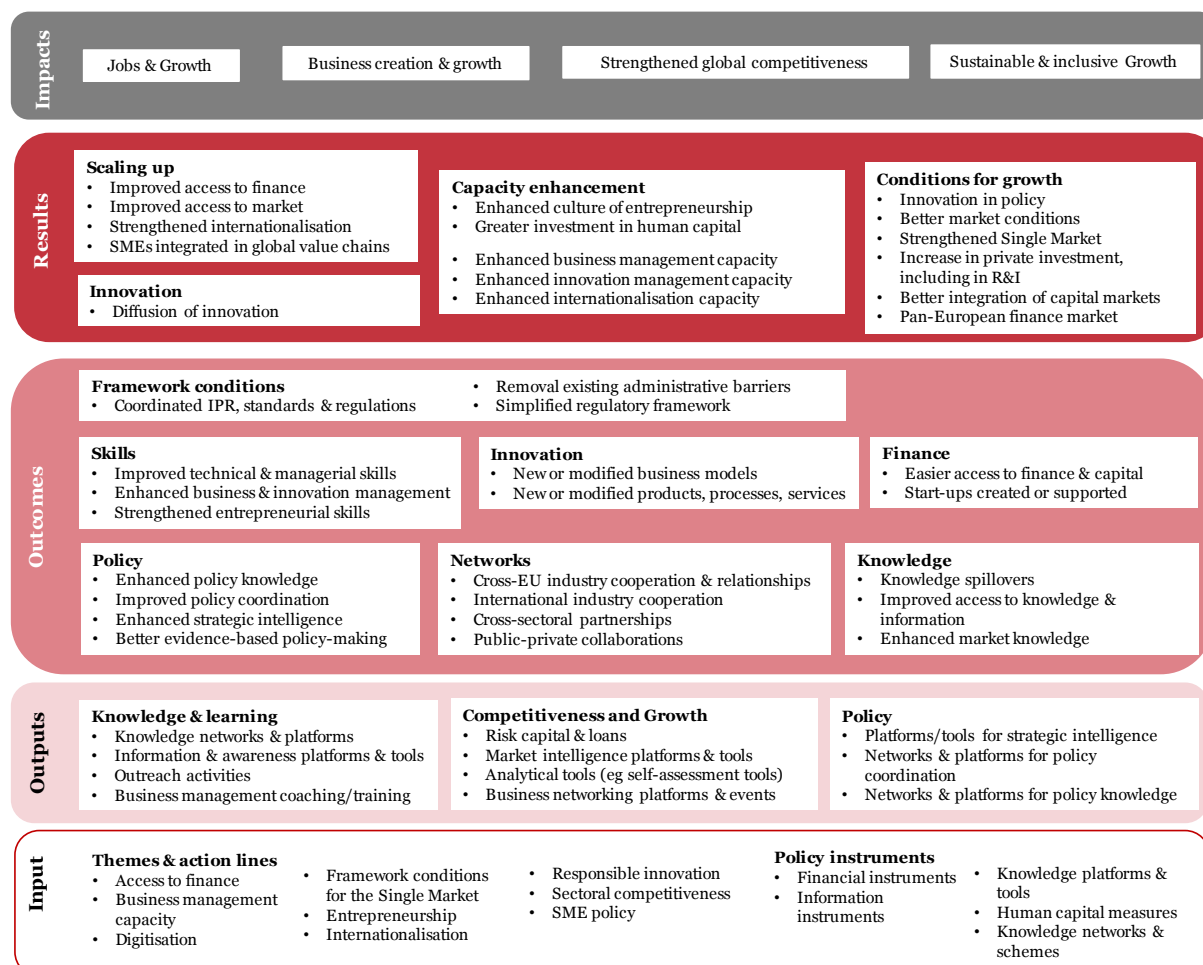 Impacts
Jobs & Growth
Business creation & growth
Strengthened global competitiveness
Sustainable & inclusive Growth
Results
Scaling up
• Improved access to finance
• Improved access to market
• Strengthened internationalisation
• SMEs integrated in global value chains
Innovation
• Diffusion of innovation
Capacity enhancement
• Enhanced culture of entrepreneurship
• Greater investment in human capital
• Enhanced business management capacity
• Enhanced innovation management capacity
• Enhanced internationalisation capacity
Conditions for growth
• Innovation in policy
• Better market conditions
• Strengthened Single Market
• Increase in private investment,
including in R&I
• Better integration of capital markets
• Pan-European finance market
Outcomes
Framework conditions
• Coordinated IPR, standards & regulations
• Removal existing administrative barriers
• Simplified regulatory framework
Skills
• Improved technical & managerial skills
• Enhanced business & innovation management
• Strengthened entrepreneurial skills
Innovation
• New or modified business models
• New or modified products, processes, services
Finance
• Easier access to finance & capital
• Start-ups created or supported
Policy
• Enhanced policy knowledge
• Improved policy coordination
• Enhanced strategic intelligence
• Better evidence-based policy-making
Networks
• Cross-EU industry cooperation & relationships
• International industry cooperation
• Cross-sectoral partnerships
• Public-private collaborations
Knowledge
• Knowledge spillovers
• Improved access to knowledge &
information
• Enhanced market knowledge
Outputs
Knowledge & learning
• Knowledge networks & platforms
• Information & awareness platforms & tools
• Outreach activities
• Business management coaching/training
Competitiveness and Growth
• Risk capital & loans
• Market intelligence platforms & tools
• Analytical tools (eg self-assessment tools)
• Business networking platforms & events
Policy
• Platforms/tools for strategic intelligence
• Networks & platforms for policy
coordination
• Networks & platforms for policy knowledge
Input
Themes & action lines
• Access to finance
• Business management
capacity
• Digitisation
• Framework conditions
for the Single Market
• Entrepreneurship
• Internationalisation
• Responsible innovation
• Sectoral competitiveness
• SME policy
Policy instruments
• Financial instruments
• Information
instruments
• Knowledge platforms &
tools
• Human capital measures
• Knowledge networks &
schemes